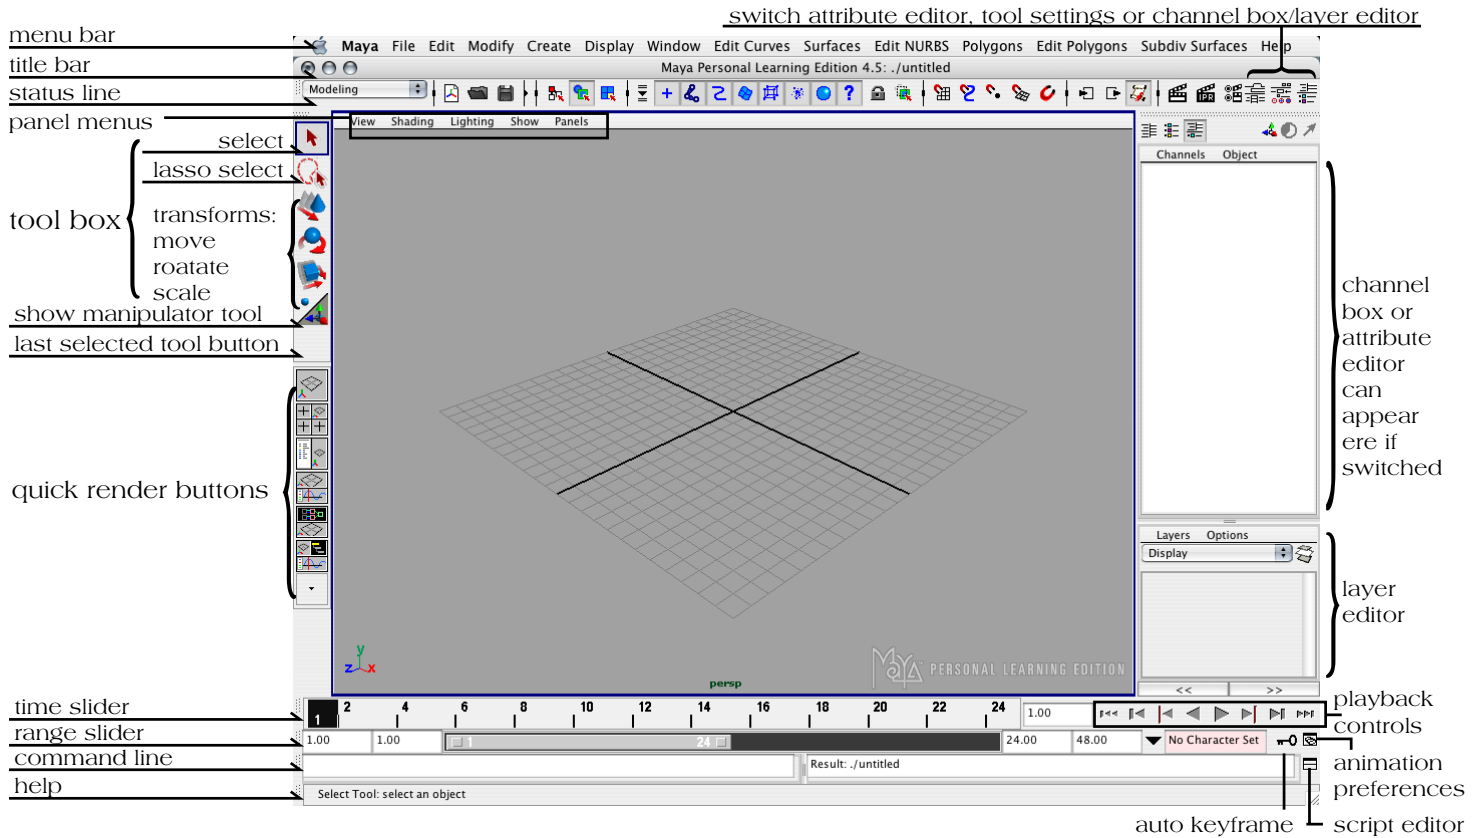 switch attribute editor, tool settings or channel box/layer editor
menu bar
Maya File Edit Modify Create Display Window Edit Curves Surfaces Edit NURBS Polygons Edit Polygons Subdiv Surfaces Help
title bar
Maya Personal Learning Edition 4.5: ./untitled
status line
Modeling
IPR
panel menus
View Shading Lighting Show Panels
select
lasso select
tool box
transforms:
move
roatate
scale
show manipulator tool
last selected tool button
quick render buttons
Channels Object
channel
box or
attribute
editor
can
appear
ere if
switched
Layers Options
Display
layer
editor
<< >>
y
z x
persp
MAYA PERSONAL LEARNING EDITION
time slider
1 2 4 6 8 10 12 14 16 18 20 22 24
1.00
playback
controls
range slider
1.00 1.00 1 24 24.00 48.00 No Character Set
command line
Result: ./untitled
animation
preferences
help
Select Tool: select an object
auto keyframe
script editor